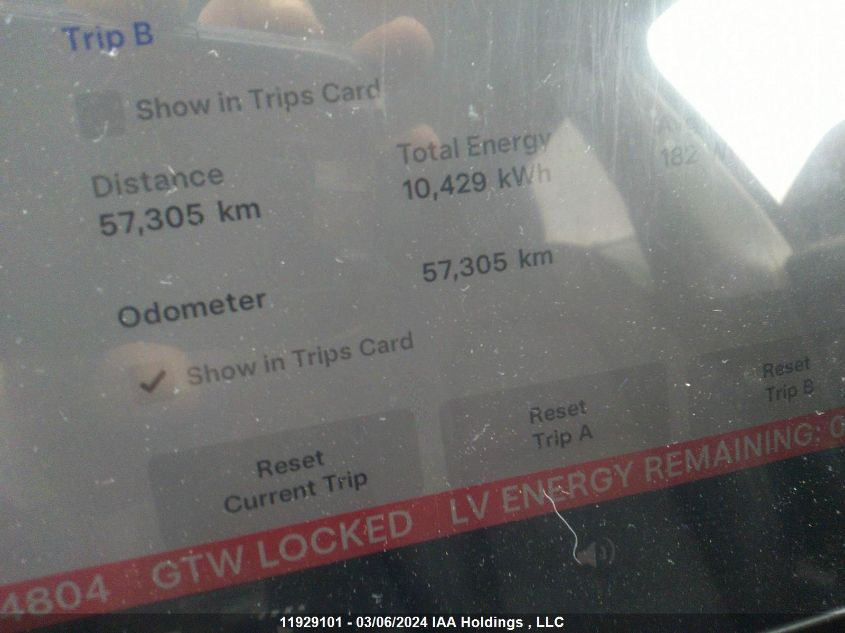 Trip B
Show in Trips Card
Distance
57,305 km
Total Energy
10,429 kWh
182
Odometer
57,305 km
Show in Trips Card
Reset
Current Trip
Reset
Trip A
Reset
Trip B
4804 GTW LOCKED LV ENERGY REMAINING:
11929101 - 03/06/2024 IAA Holdings , LLC